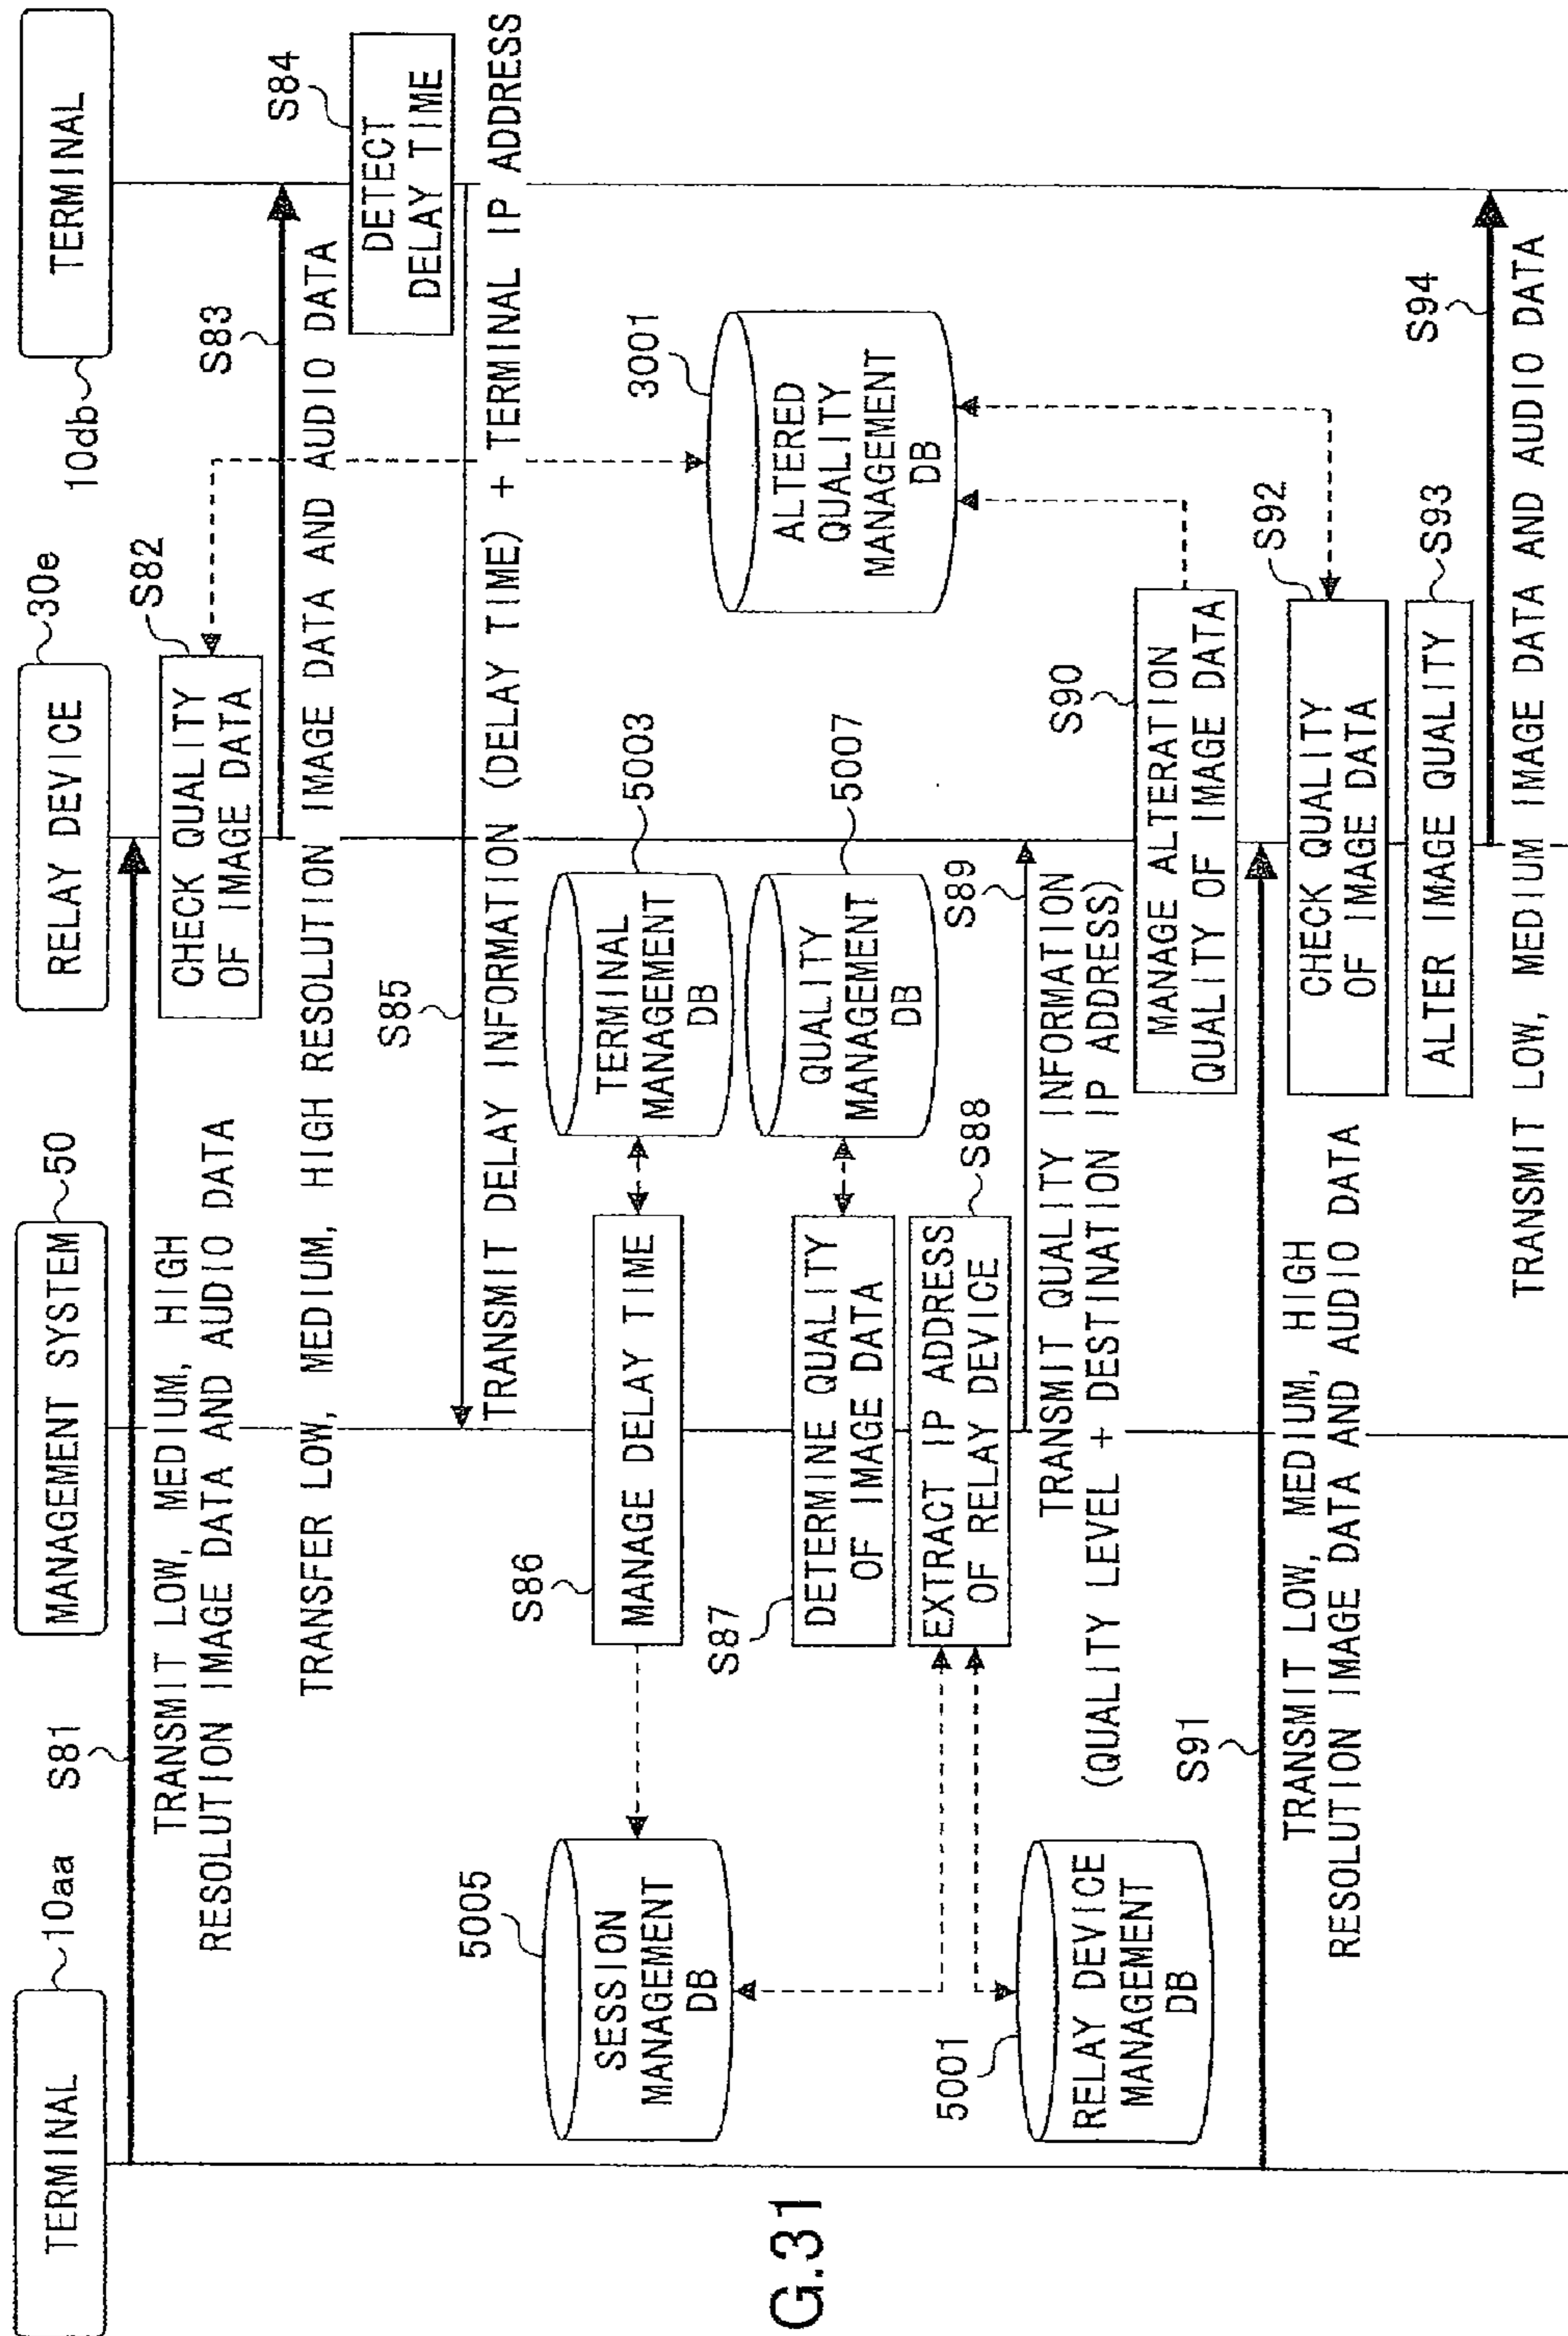 TERMINAL
10aa
MANAGEMENT SYSTEM
50
RELAY DEVICE
30e
TERMINAL
10db
S81
TRANSMIT LOW, MEDIUM, HIGH
RESOLUTION IMAGE DATA AND AUDIO DATA
S82
CHECK QUALITY
OF IMAGE DATA
S83
TRANSFER LOW, MEDIUM, HIGH RESOLUTION IMAGE DATA AND AUDIO DATA
S84
DETECT
DELAY TIME
S85
TRANSMIT DELAY INFORMATION (DELAY TIME) + TERMINAL IP ADDRESS
5005
SESSION
MANAGEMENT
DB
S86
MANAGE DELAY TIME
TERMINAL
MANAGEMENT
DB
5003
3001
ALTERED
QUALITY
MANAGEMENT
DB
S87
DETERMINE QUALITY
OF IMAGE DATA
QUALITY
MANAGEMENT
DB
5007
EXTRACT IP ADDRESS
OF RELAY DEVICE
S88
5001
RELAY DEVICE
MANAGEMENT
DB
S89
TRANSMIT QUALITY INFORMATION
(QUALITY LEVEL + DESTINATION IP ADDRESS)
S90
MANAGE ALTERATION
QUALITY OF IMAGE DATA
S91
TRANSMIT LOW, MEDIUM, HIGH
RESOLUTION IMAGE DATA AND AUDIO DATA
CHECK QUALITY
OF IMAGE DATA
S92
ALTER IMAGE QUALITY
S93
S94
TRANSMIT LOW, MEDIUM IMAGE DATA AND AUDIO DATA
G.31